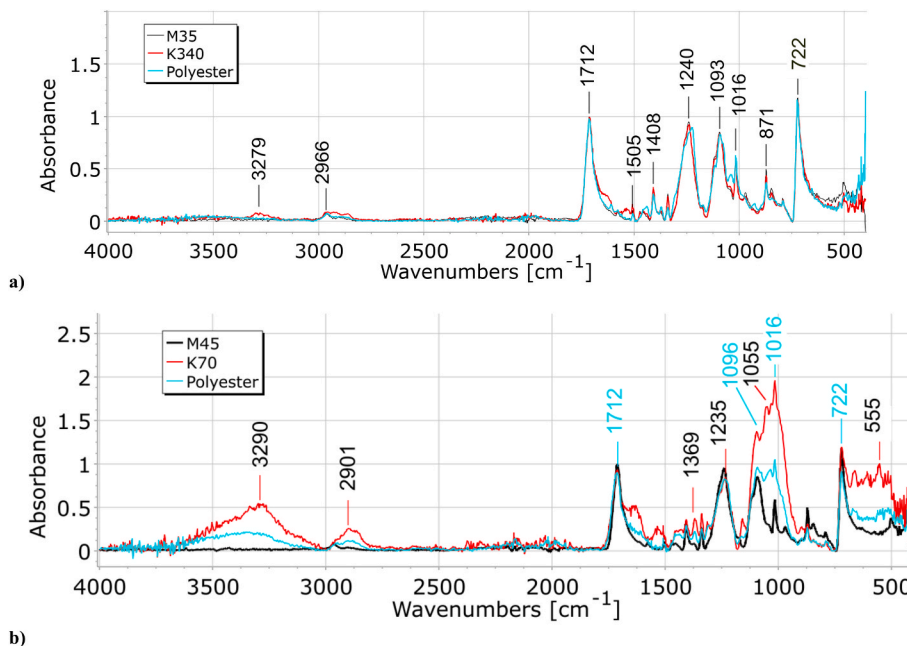 M35
K340
Polyester
1712
1240
1093
1016
722
3279
2966
1505
1408
871
Absorbance
1.5
1
0.5
0
4000 3500 3000 2500 2000 1500 1000 500
Wavenumbers [cm-1]
a)
M45
K70
Polyester
3290
2901
1712
1369
1235
1096
1055
1016
722
555
Absorbance
2.5
2
1.5
1
0.5
0
4000 3500 3000 2500 2000 1500 1000 500
Wavenumbers [cm-1]
b)